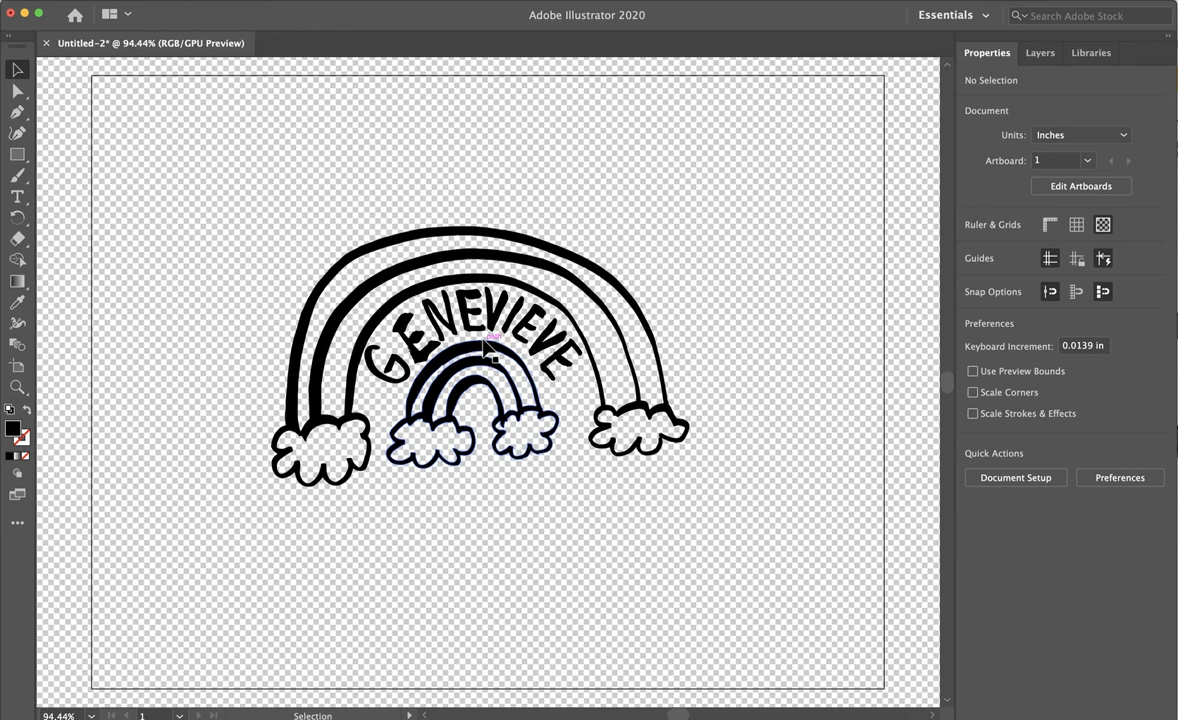 Adobe Illustrator 2020
Essentials
Search Adobe Stock
Untitled-2* @ 94.44% (RGB/GPU Preview)
Properties
Layers
Libraries
No Selection
Document
Units: Inches
Artboard: 1
Edit Artboards
Ruler & Grids
Guides
Snap Options
Preferences
Keyboard Increment: 0.0139 in
Use Preview Bounds
Scale Corners
Scale Strokes & Effects
Quick Actions
Document Setup
Preferences
GENEVIEVE
94.44%
1
Selection